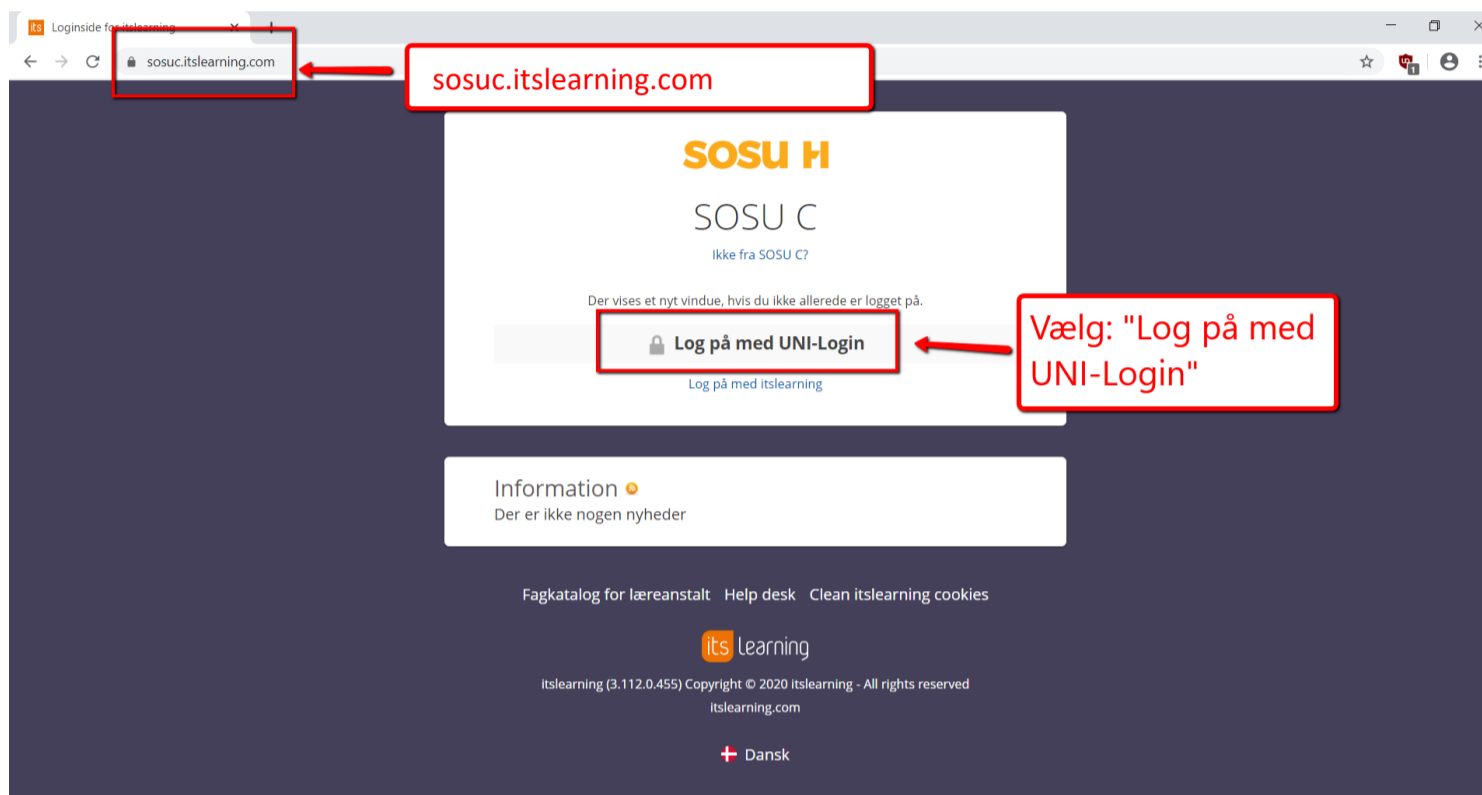 its Loginside for itslearning
sosuc.itslearning.com
sosuc.itslearning.com
SOSU H
SOSU C
Ikke fra SOSU C?
Der vises et nyt vindue, hvis du ikke allerede er logget på.
Log på med UNI-Login
Vælg: "Log på med
UNI-Login"
Log på med itslearning
Information
Der er ikke nogen nyheder
Fagkatalog for læreanstalt Help desk Clean itslearning cookies
its learning
itslearning (3.112.0.455) Copyright © 2020 itslearning - All rights reserved
itslearning.com
Dansk